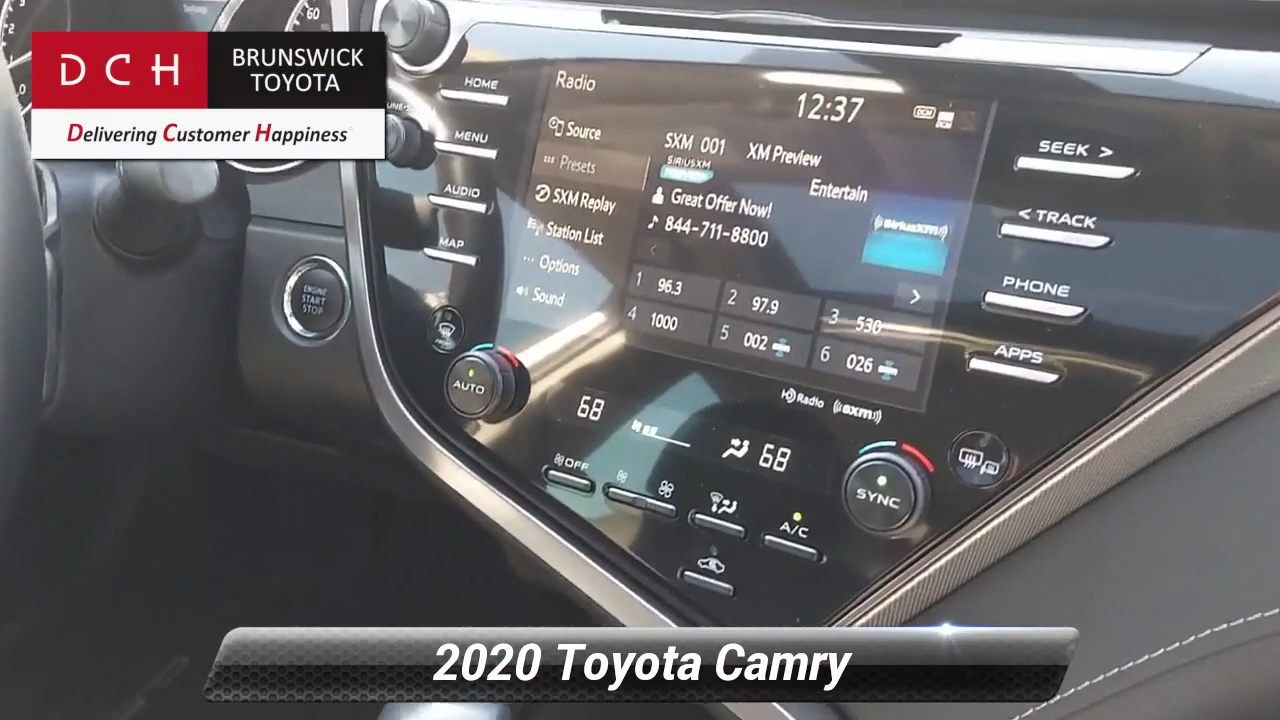 60
DCH
BRUNSWICK
TOYOTA
Delivering Customer Happiness
HOME
MENU
AUDIO
MAP
ENGINE
START
STOP
AUTO
Radio
12:37
Source
Presets
SXM Replay
Station List
Options
Sound
SXM 001 XM Preview
SIRIUSXM
Entertain
Great Offer Now!
844-711-8800
((SiriusXM))
1 96.3
2 97.9
3 530
4 1000
5 002
6 026
HD Radio ((SXM))
SEEK >
< TRACK
PHONE
APPS
68
68
OFF
A/C
SYNC
2020 Toyota Camry